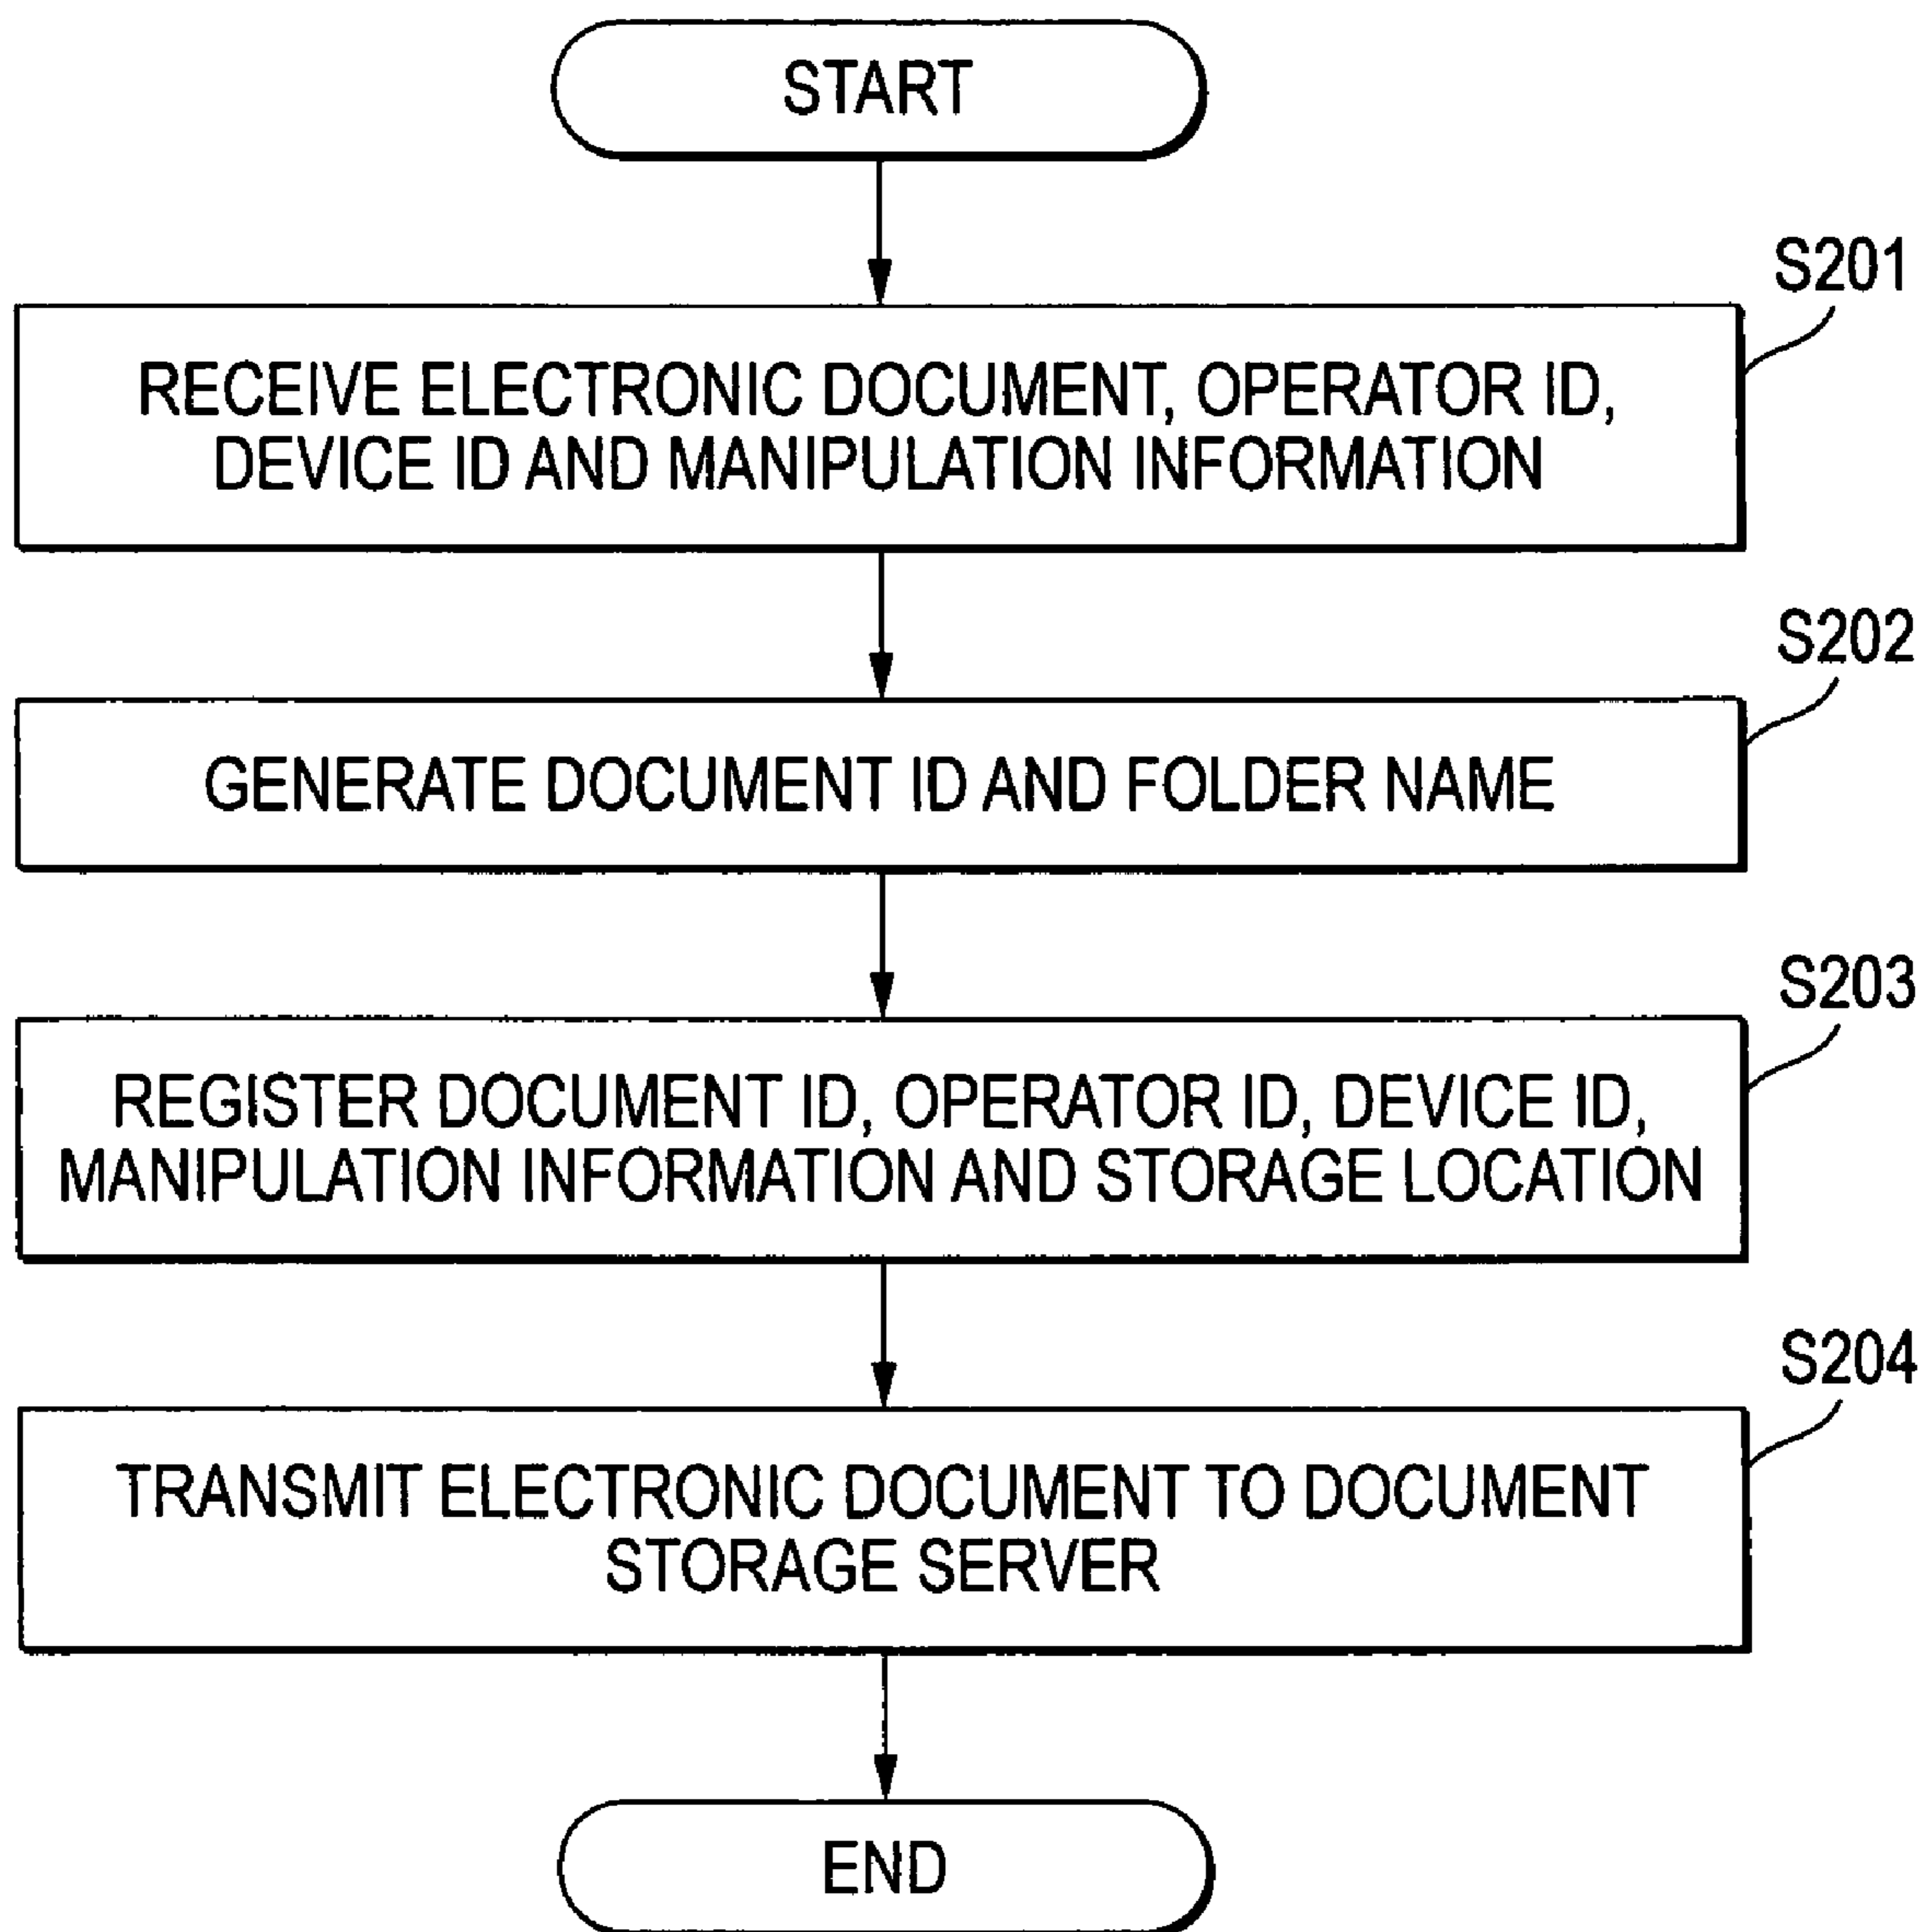 START
S201
RECEIVE ELECTRONIC DOCUMENT, OPERATOR ID,
DEVICE ID AND MANIPULATION INFORMATION
S202
GENERATE DOCUMENT ID AND FOLDER NAME
S203
REGISTER DOCUMENT ID, OPERATOR ID, DEVICE ID,
MANIPULATION INFORMATION AND STORAGE LOCATION
S204
TRANSMIT ELECTRONIC DOCUMENT TO DOCUMENT
STORAGE SERVER
END